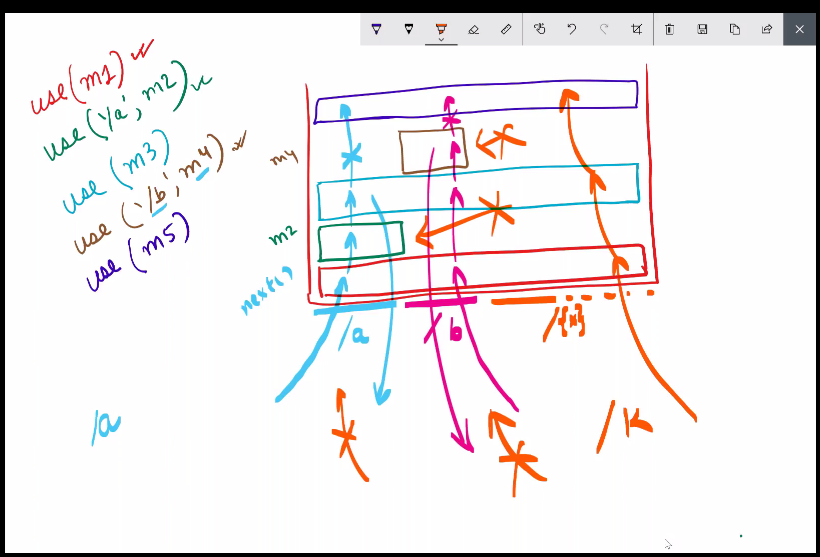 use(m1)
use('/a', m2)
use(m3)
use('/b', m4)
use(m5)
m4
m2
next()
/a
/b
/{x}
/a
/k